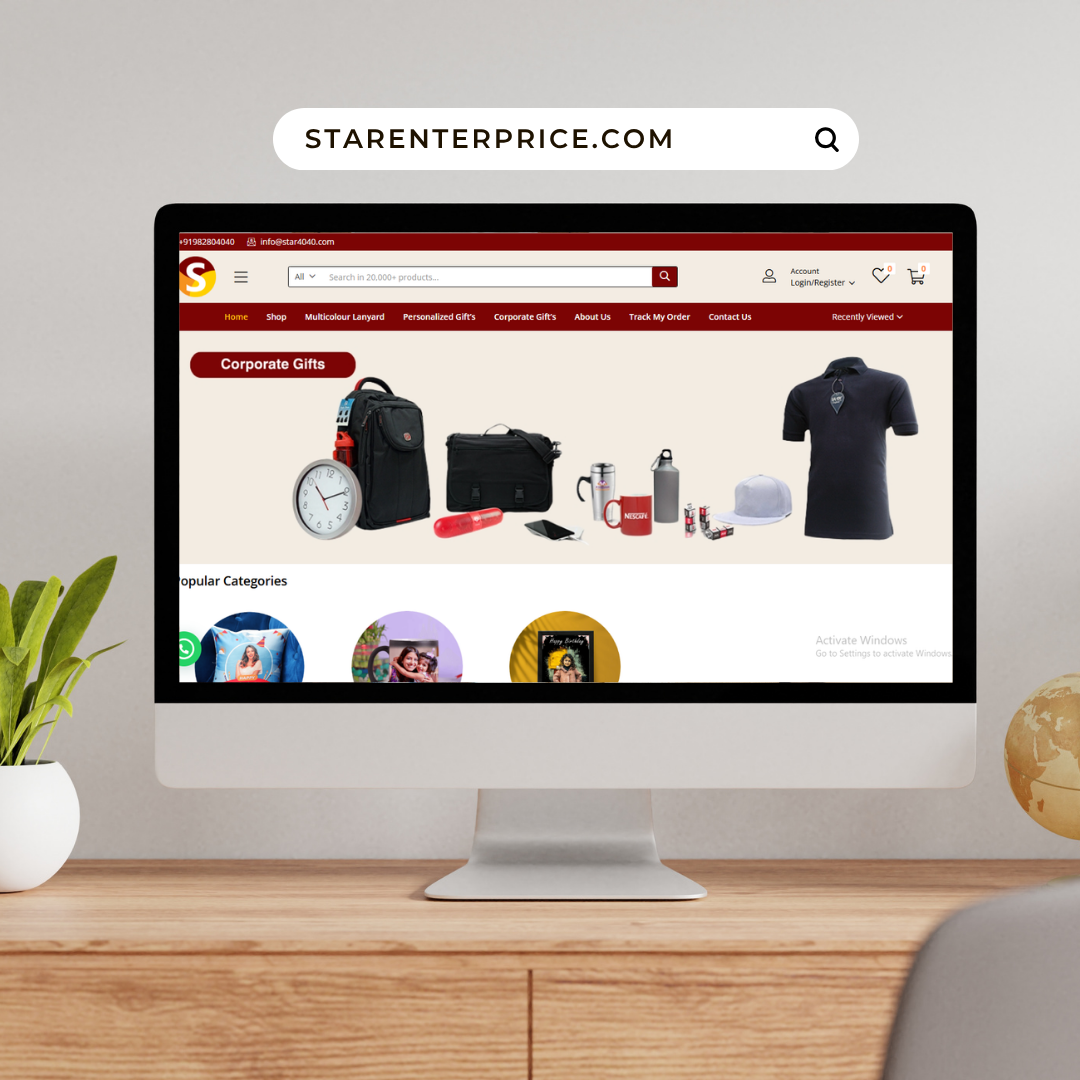 STARENTERPRICE.COM
+91982804040 info@star4040.com
S
All Search in 20,000+ products...
Account
Login/Register
0 0
Home Shop Multicolour Lanyard Personalized Gift's Corporate Gift's About Us Track My Order Contact Us Recently Viewed
Corporate Gifts
12
NESCAFÉ
opular Categories
Happy Birthday
Activate Windows
Go to Settings to activate Windows.